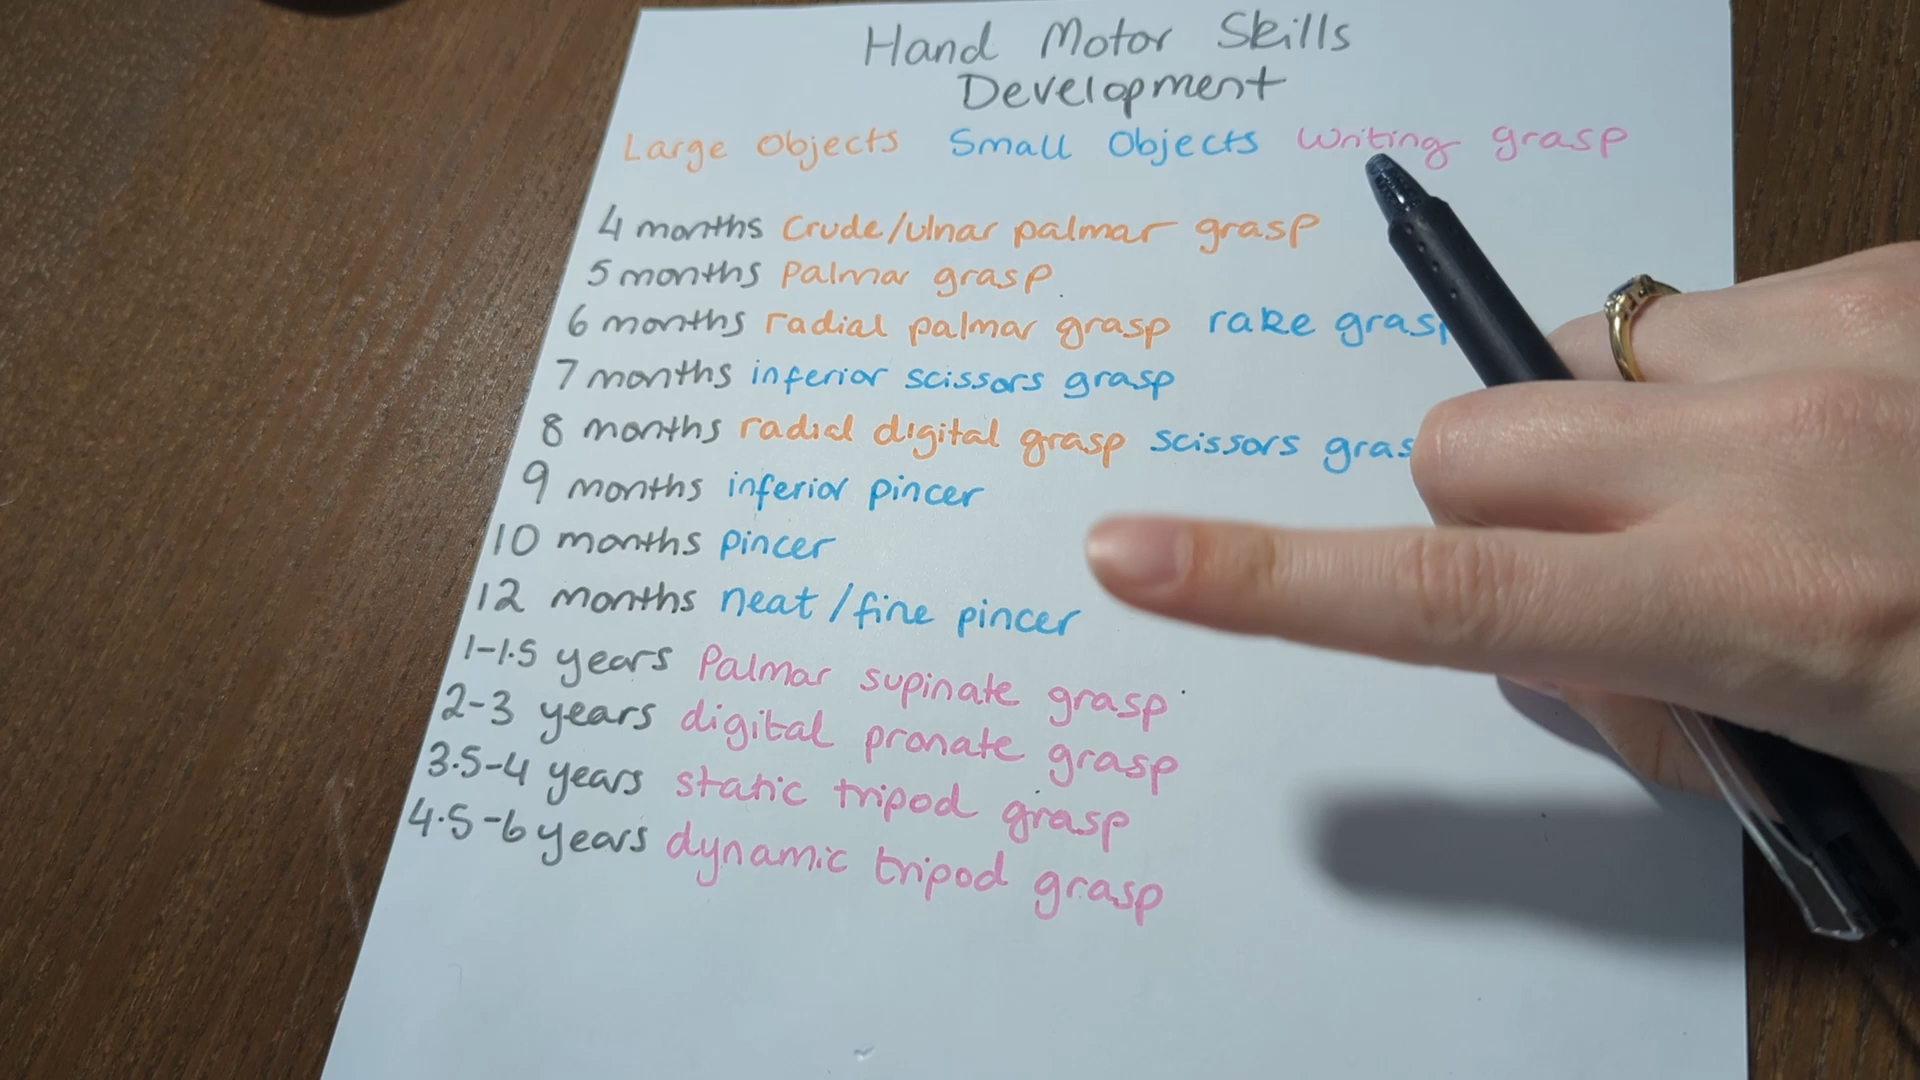 Hand Motor Skills
Development
Large Objects Small Objects Writing grasp
4 months Crude/ulnar palmar grasp
5 months Palmar grasp
6 months radial palmar grasp rake grasp
7 months inferior scissors grasp
8 months radial digital grasp scissors gras
9 months inferior pincer
10 months pincer
12 months neat/fine pincer
1-1.5 years Palmar supinate grasp
2-3 years digital pronate grasp
3.5-4 years static tripod grasp
4.5-6 years dynamic tripod grasp